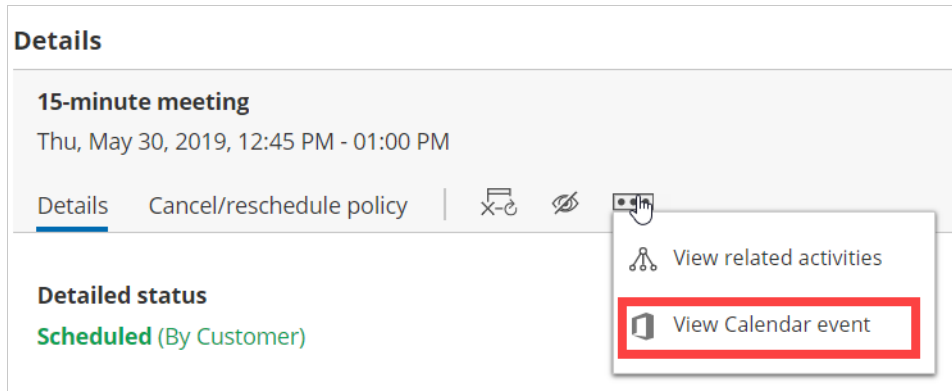 Details
15-minute meeting
Thu, May 30, 2019, 12:45 PM - 01:00 PM
Details Cancel/reschedule policy
View related activities
Detailed status
View Calendar event
Scheduled (By Customer)